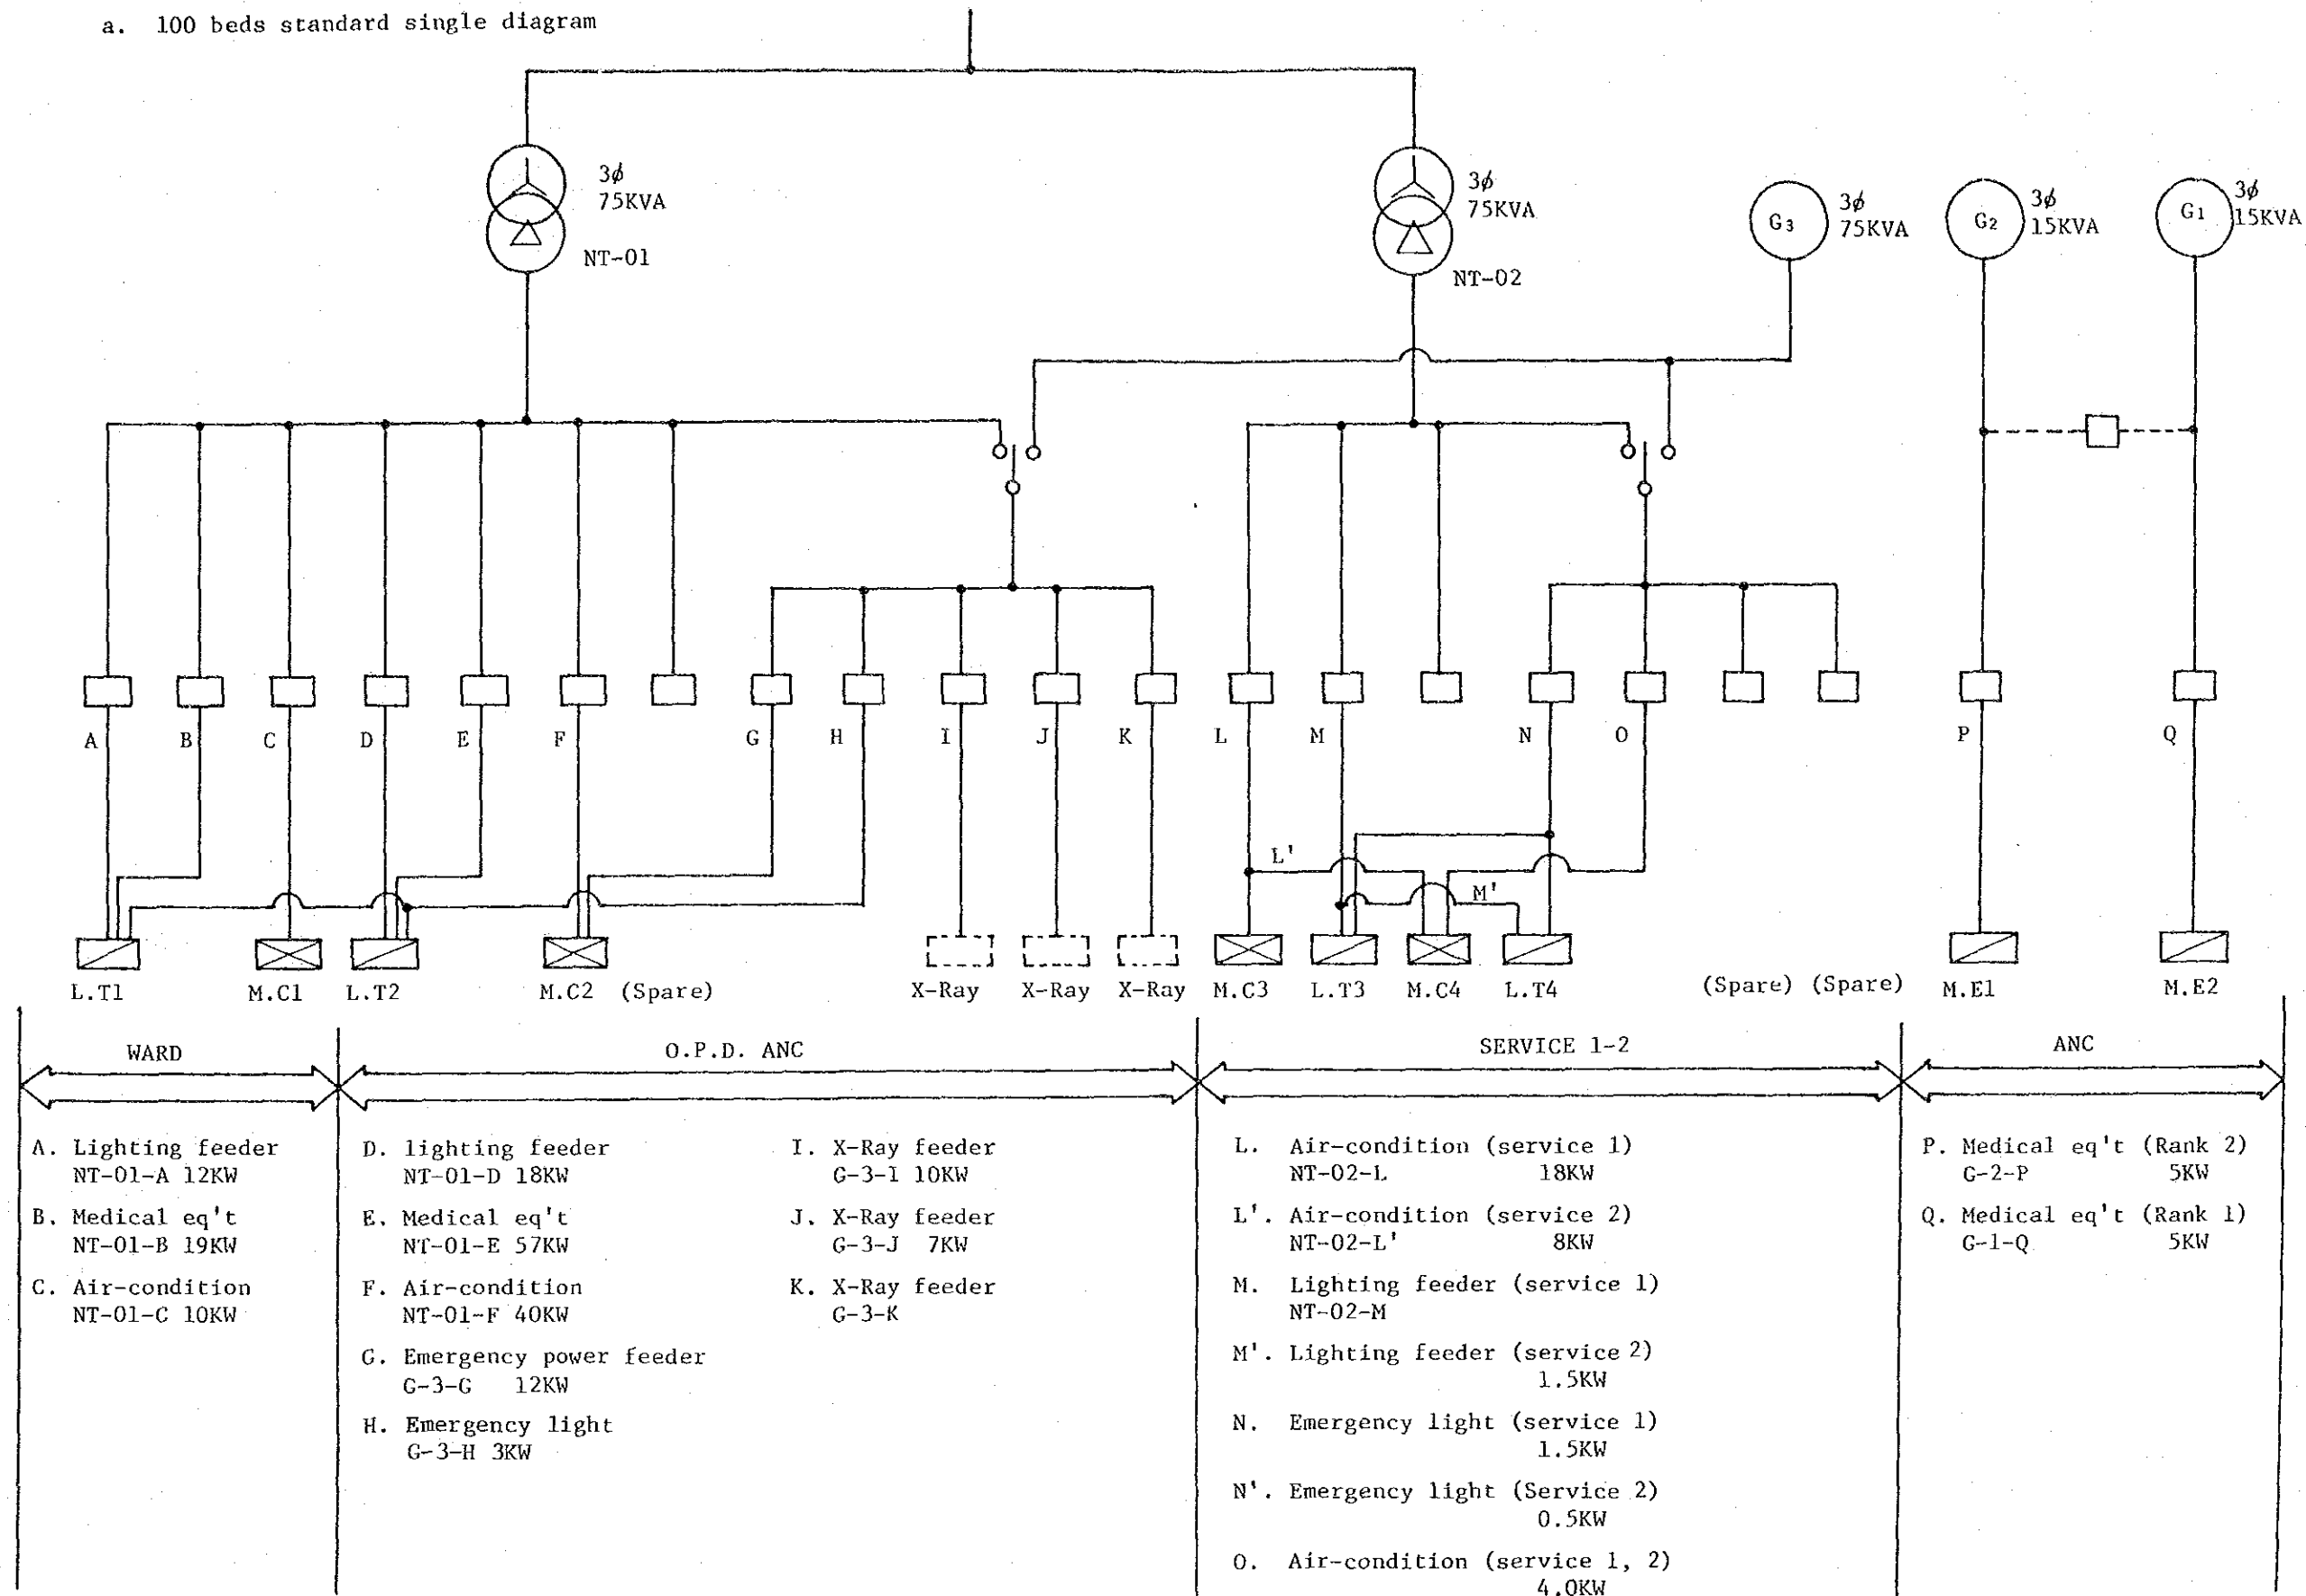 a. 100 beds standard single diagram
3ϕ
75KVA
NT-01
3ϕ
75KVA
NT-02
G3
3ϕ
75KVA
G2
3ϕ
15KVA
G1
3ϕ
15KVA
A B C D E F G H I J K L M N O P Q
L'
M'
L.T1 M.C1 L.T2 M.C2 (Spare) X-Ray X-Ray X-Ray M.C3 L.T3 M.C4 L.T4 (Spare) (Spare) M.E1 M.E2
WARD O.P.D. ANC SERVICE 1-2 ANC
A. Lighting feeder
NT-01-A 12KW
B. Medical eq't
NT-01-B 19KW
C. Air-condition
NT-01-C 10KW
D. lighting feeder
NT-01-D 18KW
E. Medical eq't
NT-01-E 57KW
F. Air-condition
NT-01-F 40KW
G. Emergency power feeder
G-3-G 12KW
H. Emergency light
G-3-H 3KW
I. X-Ray feeder
G-3-I 10KW
J. X-Ray feeder
G-3-J 7KW
K. X-Ray feeder
G-3-K
L. Air-condition (service 1)
NT-02-L 18KW
L'. Air-condition (service 2)
NT-02-L' 8KW
M. Lighting feeder (service 1)
NT-02-M
M'. Lighting feeder (service 2)
1.5KW
N. Emergency light (service 1)
1.5KW
N'. Emergency light (Service 2)
0.5KW
O. Air-condition (service 1, 2)
4.0KW
P. Medical eq't (Rank 2)
G-2-P 5KW
Q. Medical eq't (Rank 1)
G-1-Q 5KW